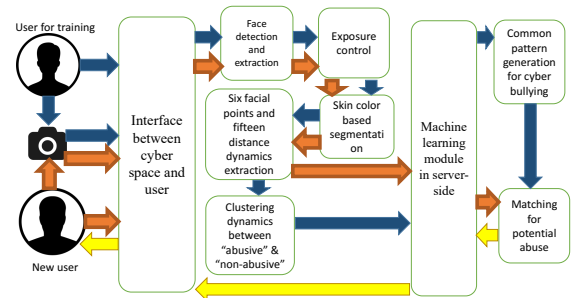 User for training
New user
Interface
between
cyber
space and
user
Face
detection and
extraction
Exposure
control
Skin color
based
segmentati
on
Six facial
points and
fifteen
distance
dynamics
extraction
Clustering
dynamics
between
“abusive” &
“non-abusive”
Machine
learning
module
in server-
side
Common
pattern
generation
for cyber
bullying
Matching
for
potential
abuse